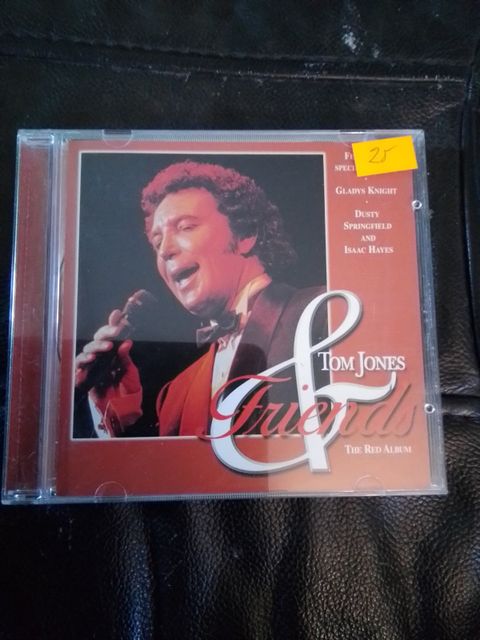 25
GLADYS KNIGHT
DUSTY
SPRINGFIELD
AND
ISAAC HAYES
& TOM JONES
Friends
THE RED ALBUM